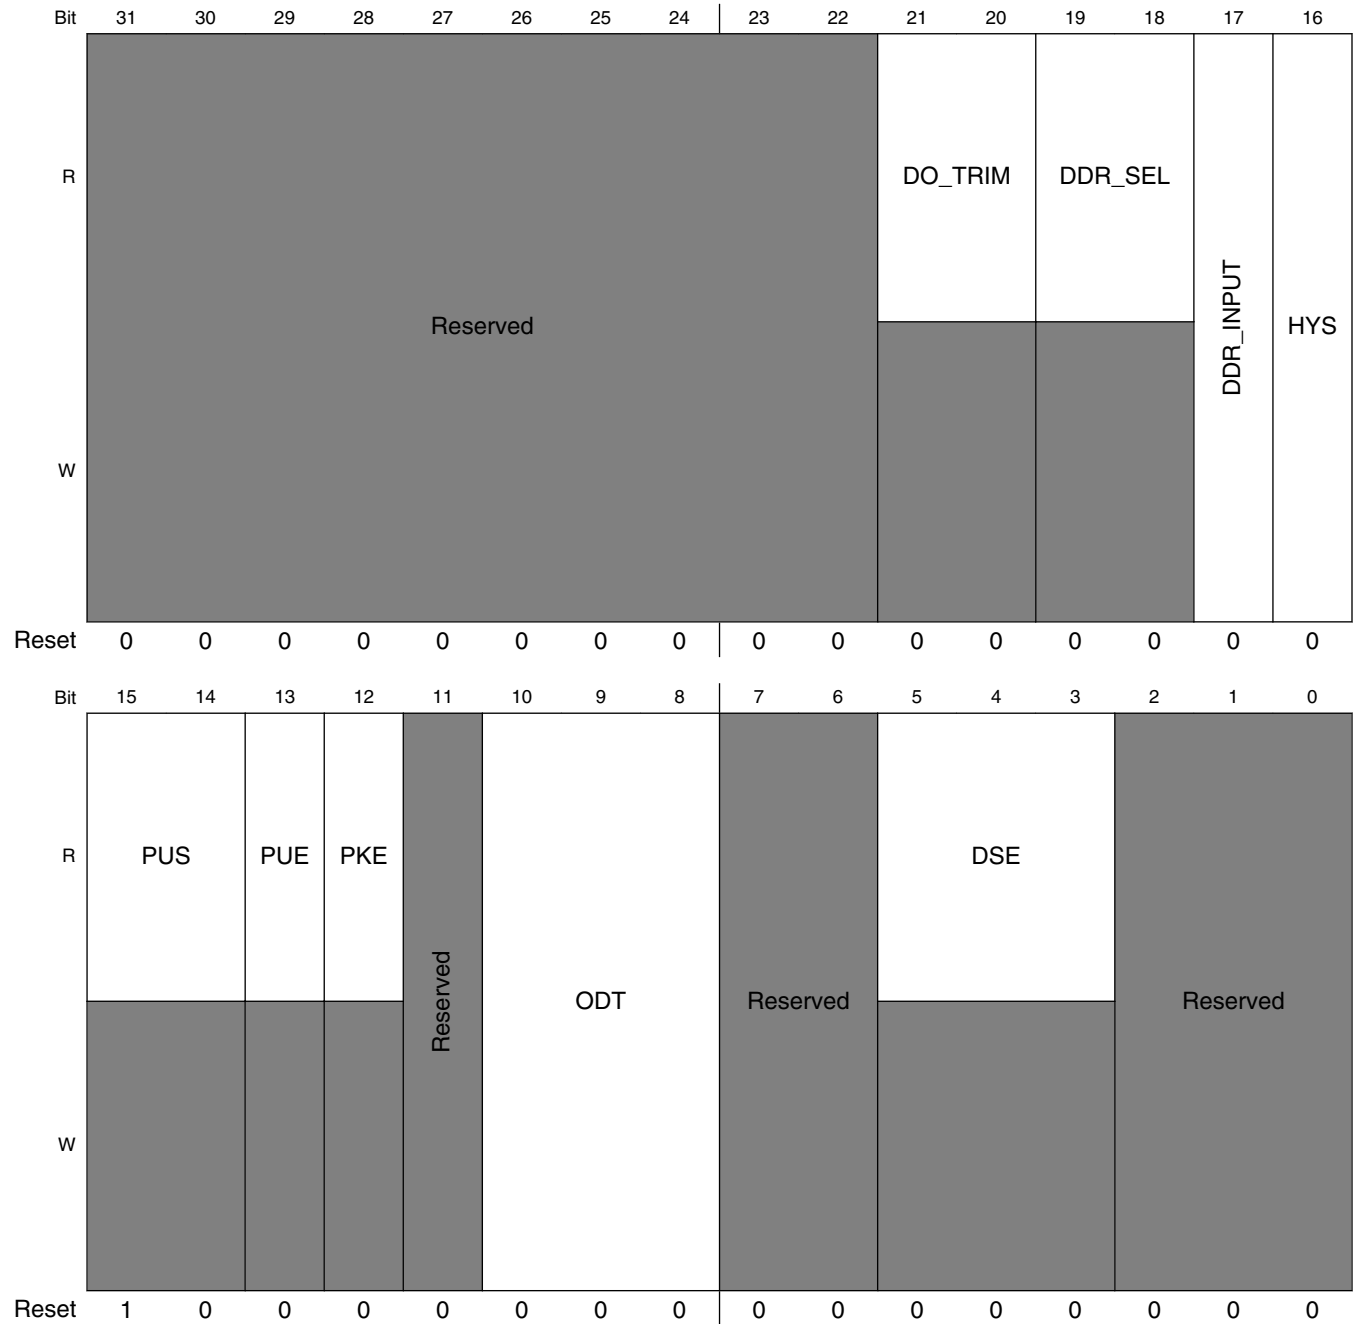 Bit 31 30 29 28 27 26 25 24 23 22 21 20 19 18 17 16
R DO_TRIM DDR_SEL
Reserved DDR_INPUT HYS
W
Reset 0 0 0 0 0 0 0 0 0 0 0 0 0 0 0 0
Bit 15 14 13 12 11 10 9 8 7 6 5 4 3 2 1 0
R PUS PUE PKE DSE
Reserved ODT Reserved Reserved
W
Reset 1 0 0 0 0 0 0 0 0 0 0 0 0 0 0 0